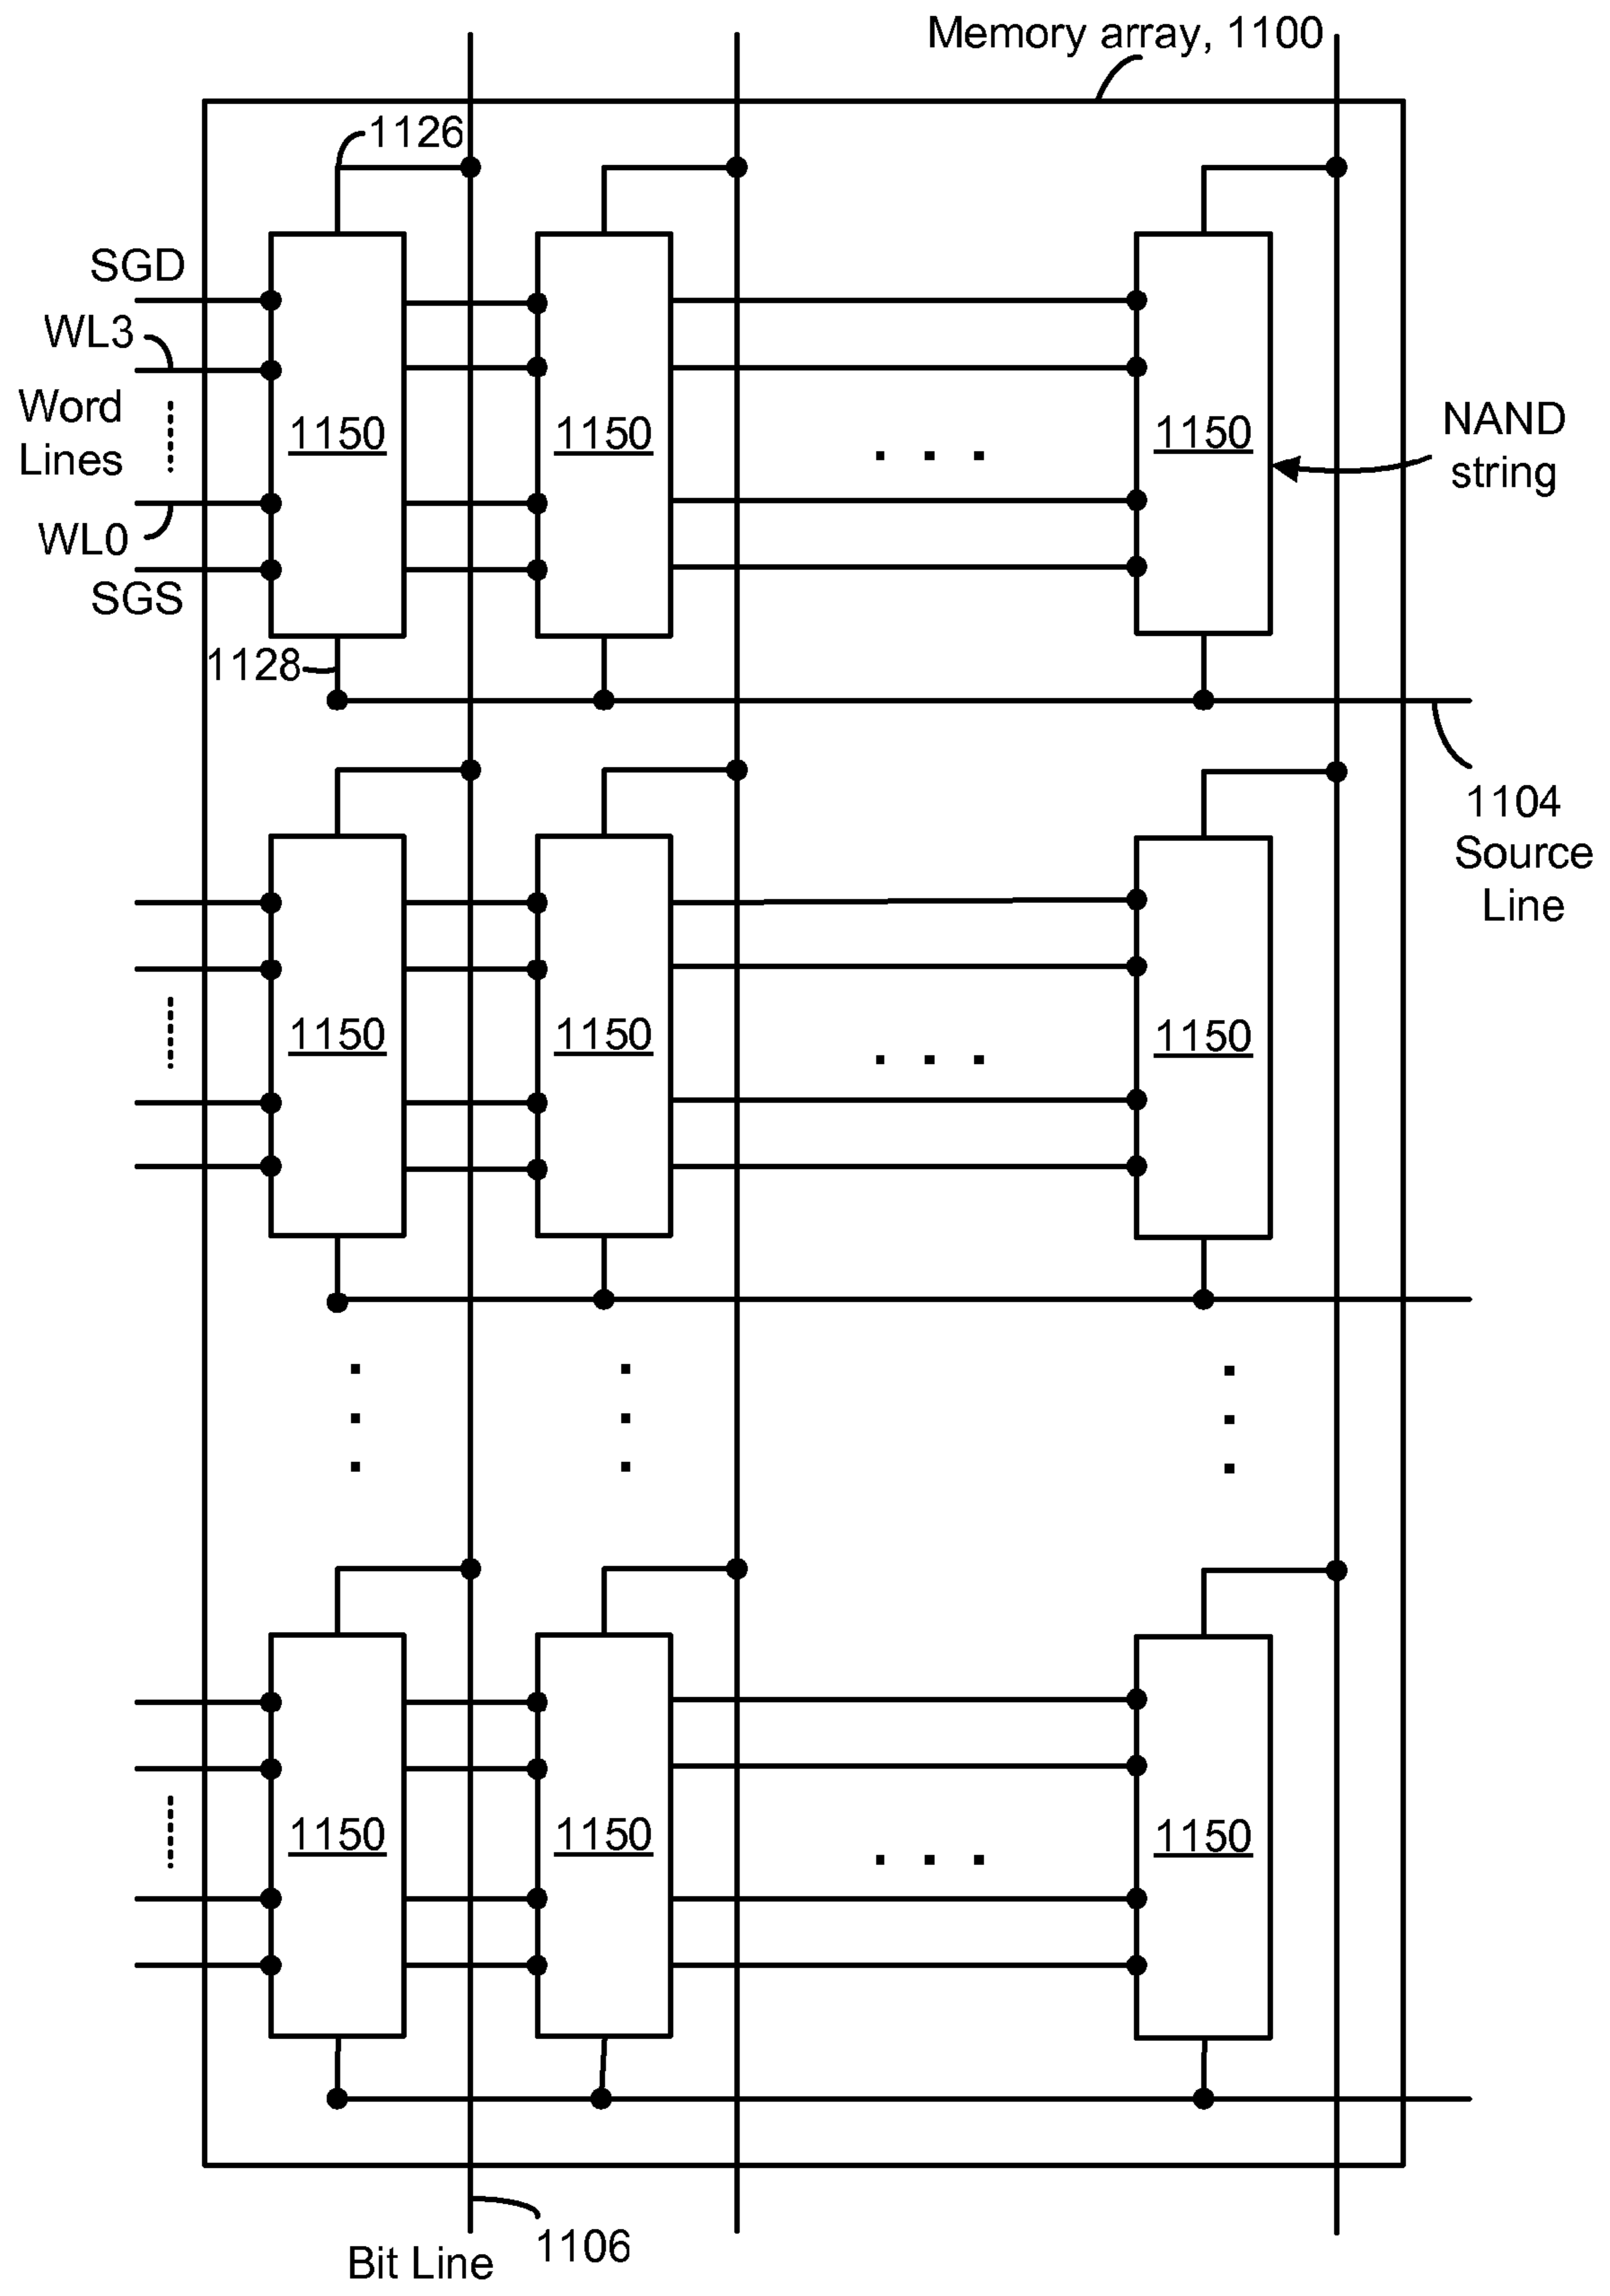 Memory array, 1100
1126
SGD
WL3
Word
Lines
WL0
SGS
1150
1150
1150
NAND
string
1128
1104
Source
Line
1150
1150
1150
1150
1150
1150
1106
Bit Line